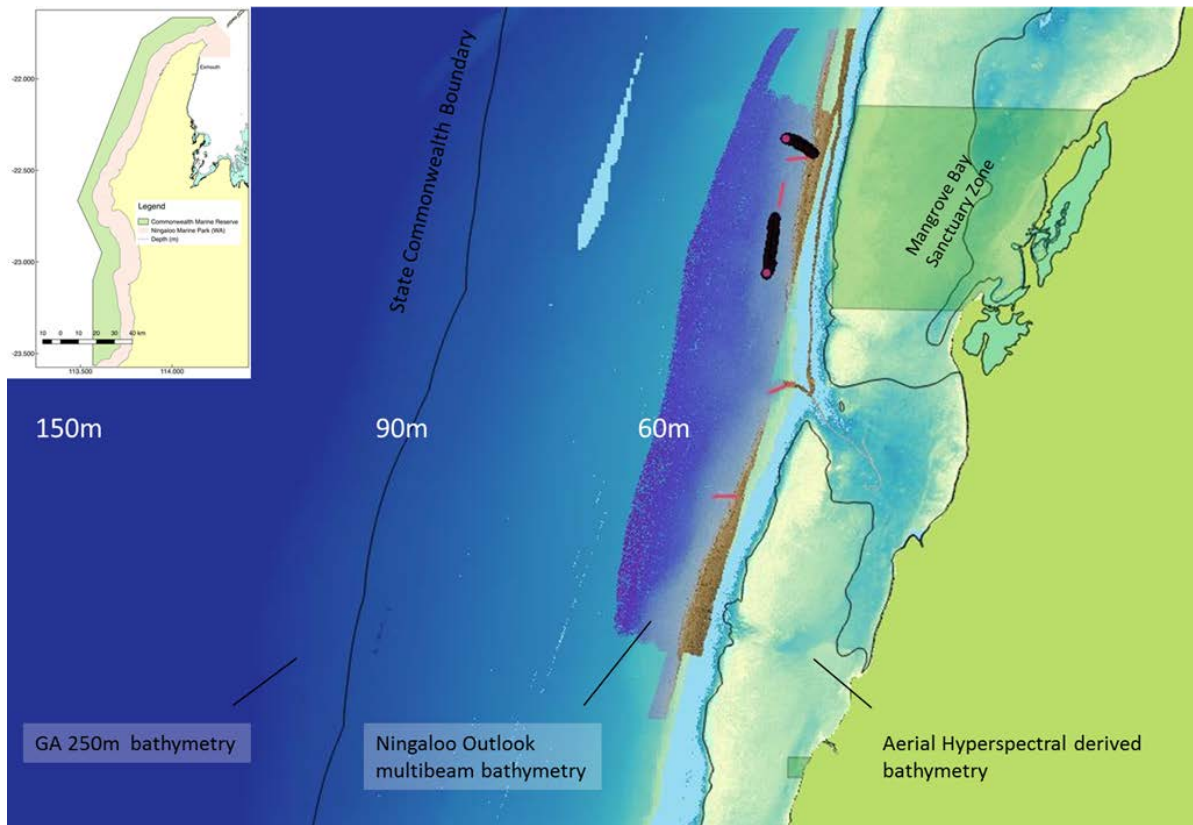 -22.000
-22.500
-23.000
-23.500
113.500
114.000
Exmouth
Legend
Commonwealth Marine Reserve
Ningaloo Marine Park (WA)
Depth (m)
10 0 10 20 30 40 km
State Commonwealth Boundary
Mangrove Bay
Sanctuary Zone
150m
90m
60m
GA 250m bathymetry
Ningaloo Outlook
multibeam bathymetry
Aerial Hyperspectral derived
bathymetry